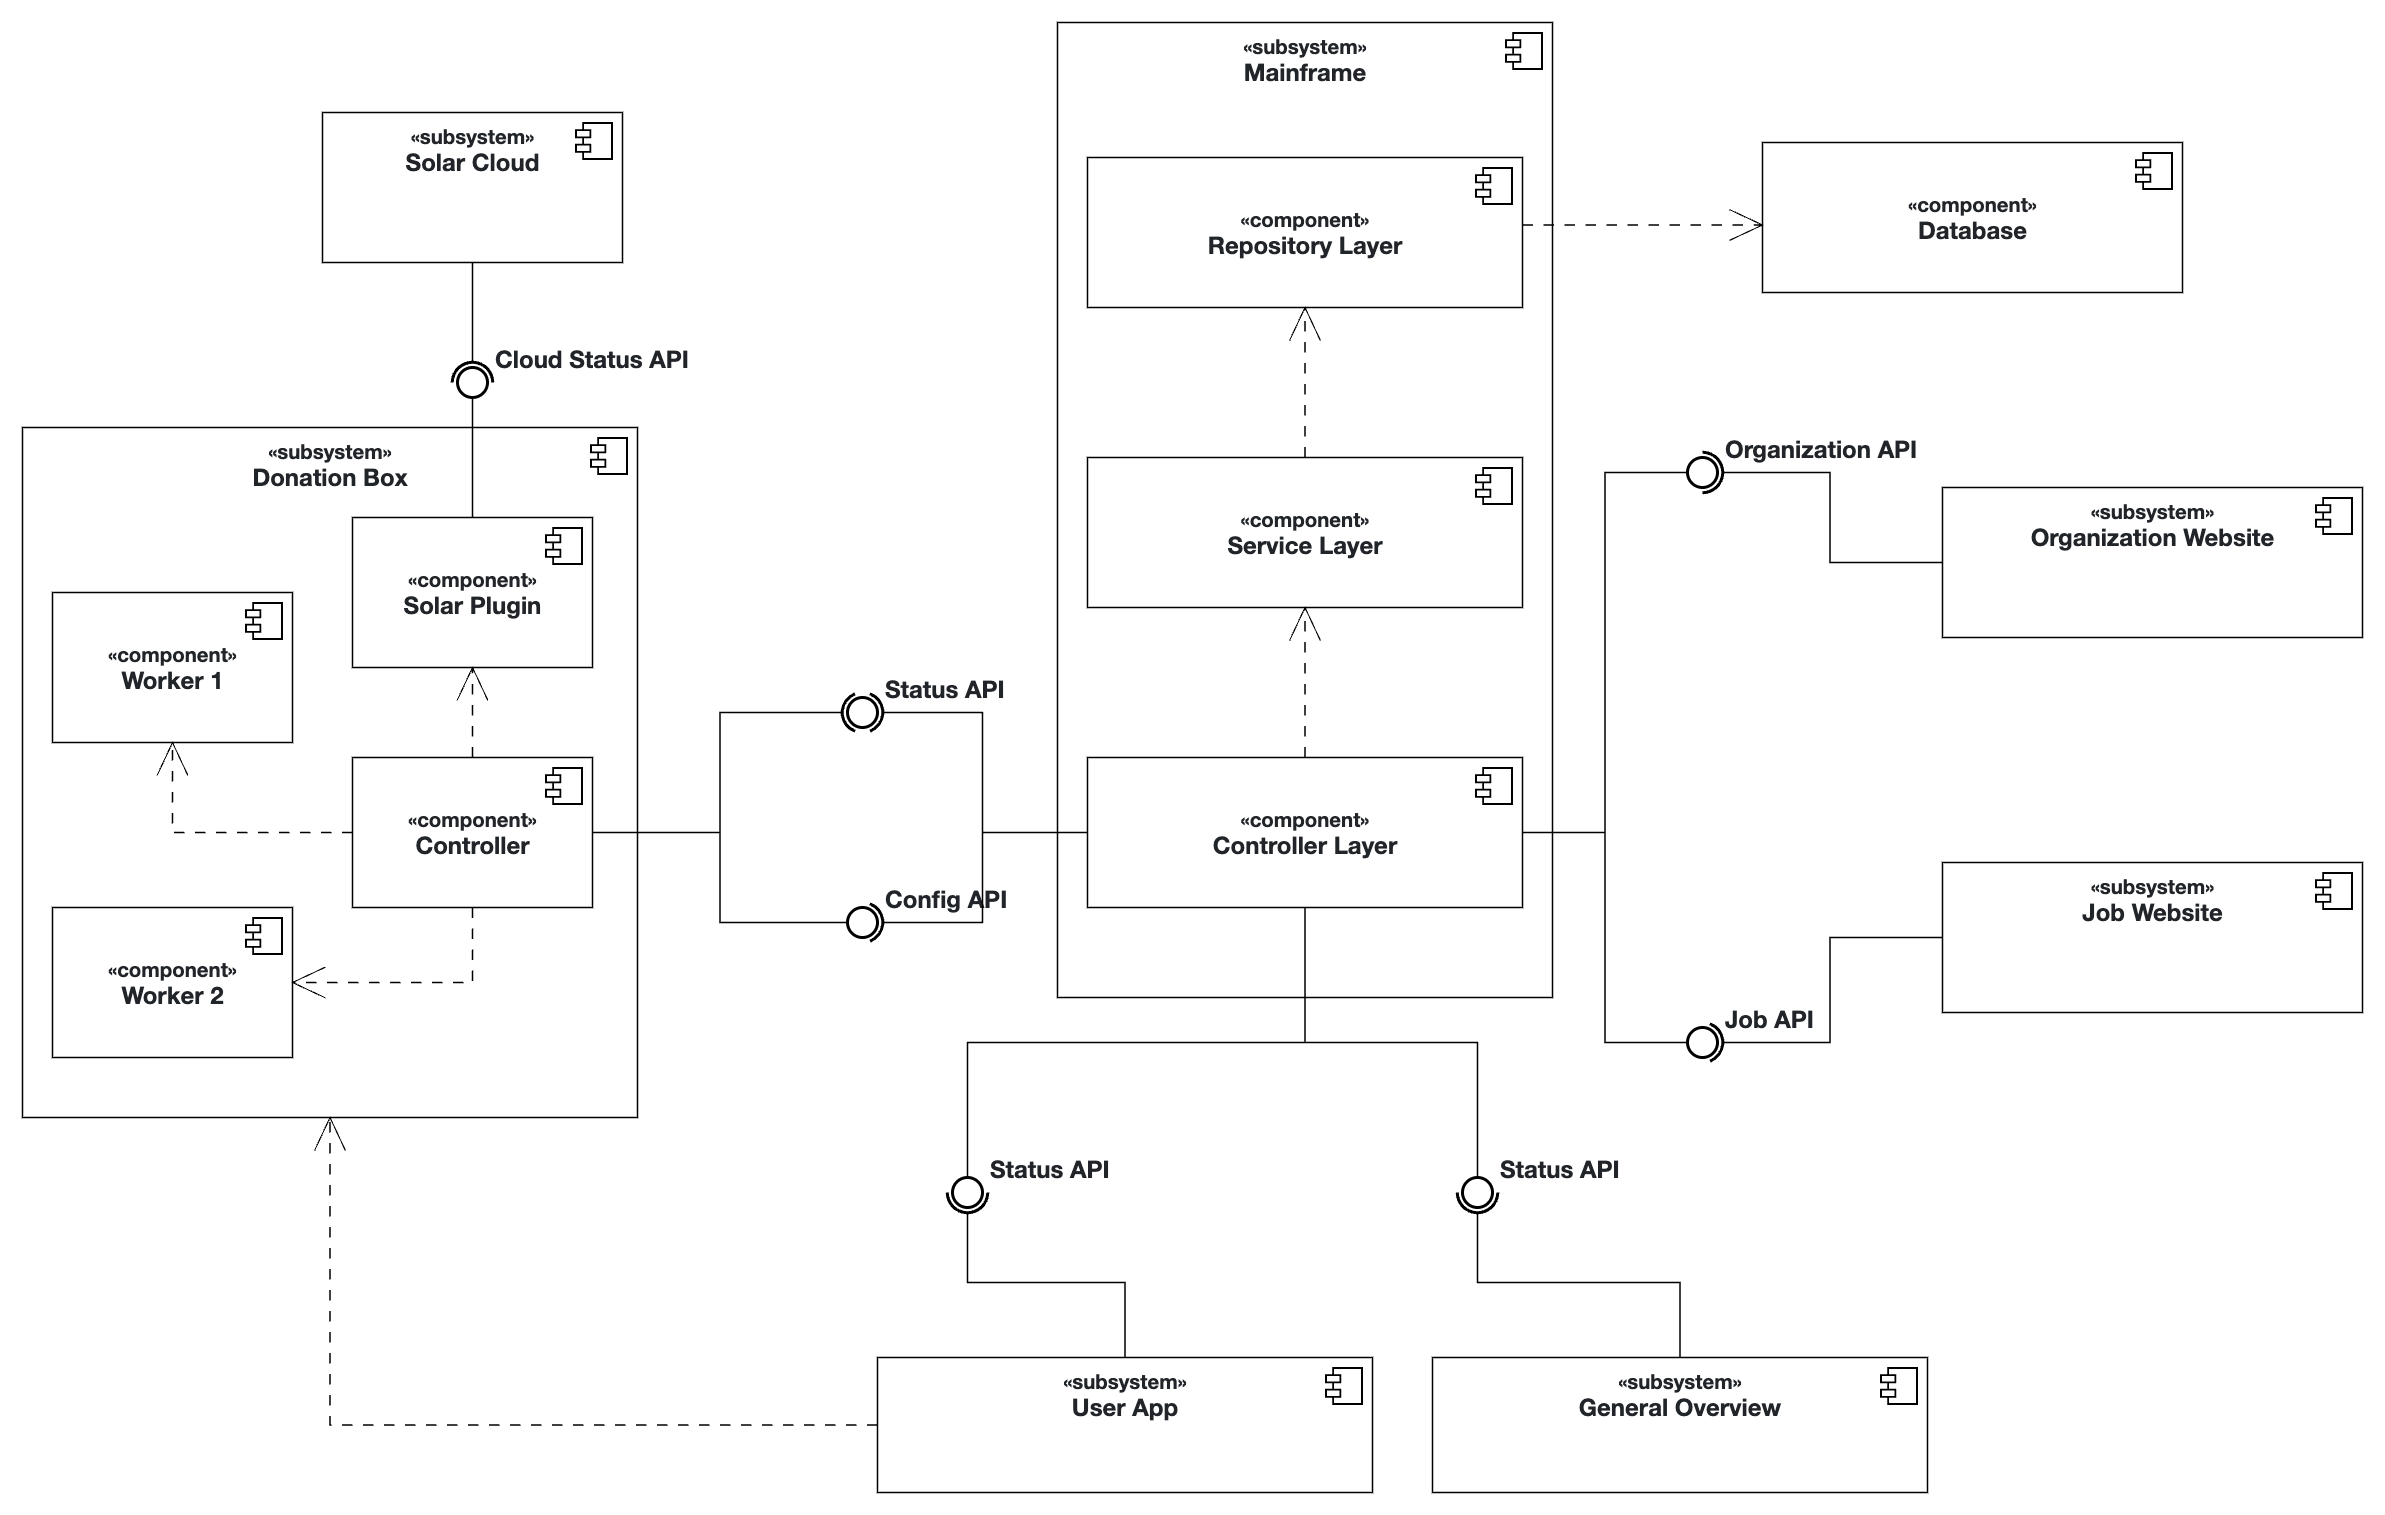 «subsystem»
Mainframe
«subsystem»
Solar Cloud
«component»
Repository Layer
«component»
Database
Cloud Status API
«subsystem»
Donation Box
«component»
Solar Plugin
«component»
Worker 1
«component»
Service Layer
Organization API
«subsystem»
Organization Website
Status API
«component»
Controller
«component»
Controller Layer
Config API
«subsystem»
Job Website
«component»
Worker 2
Job API
Status API
Status API
«subsystem»
User App
«subsystem»
General Overview